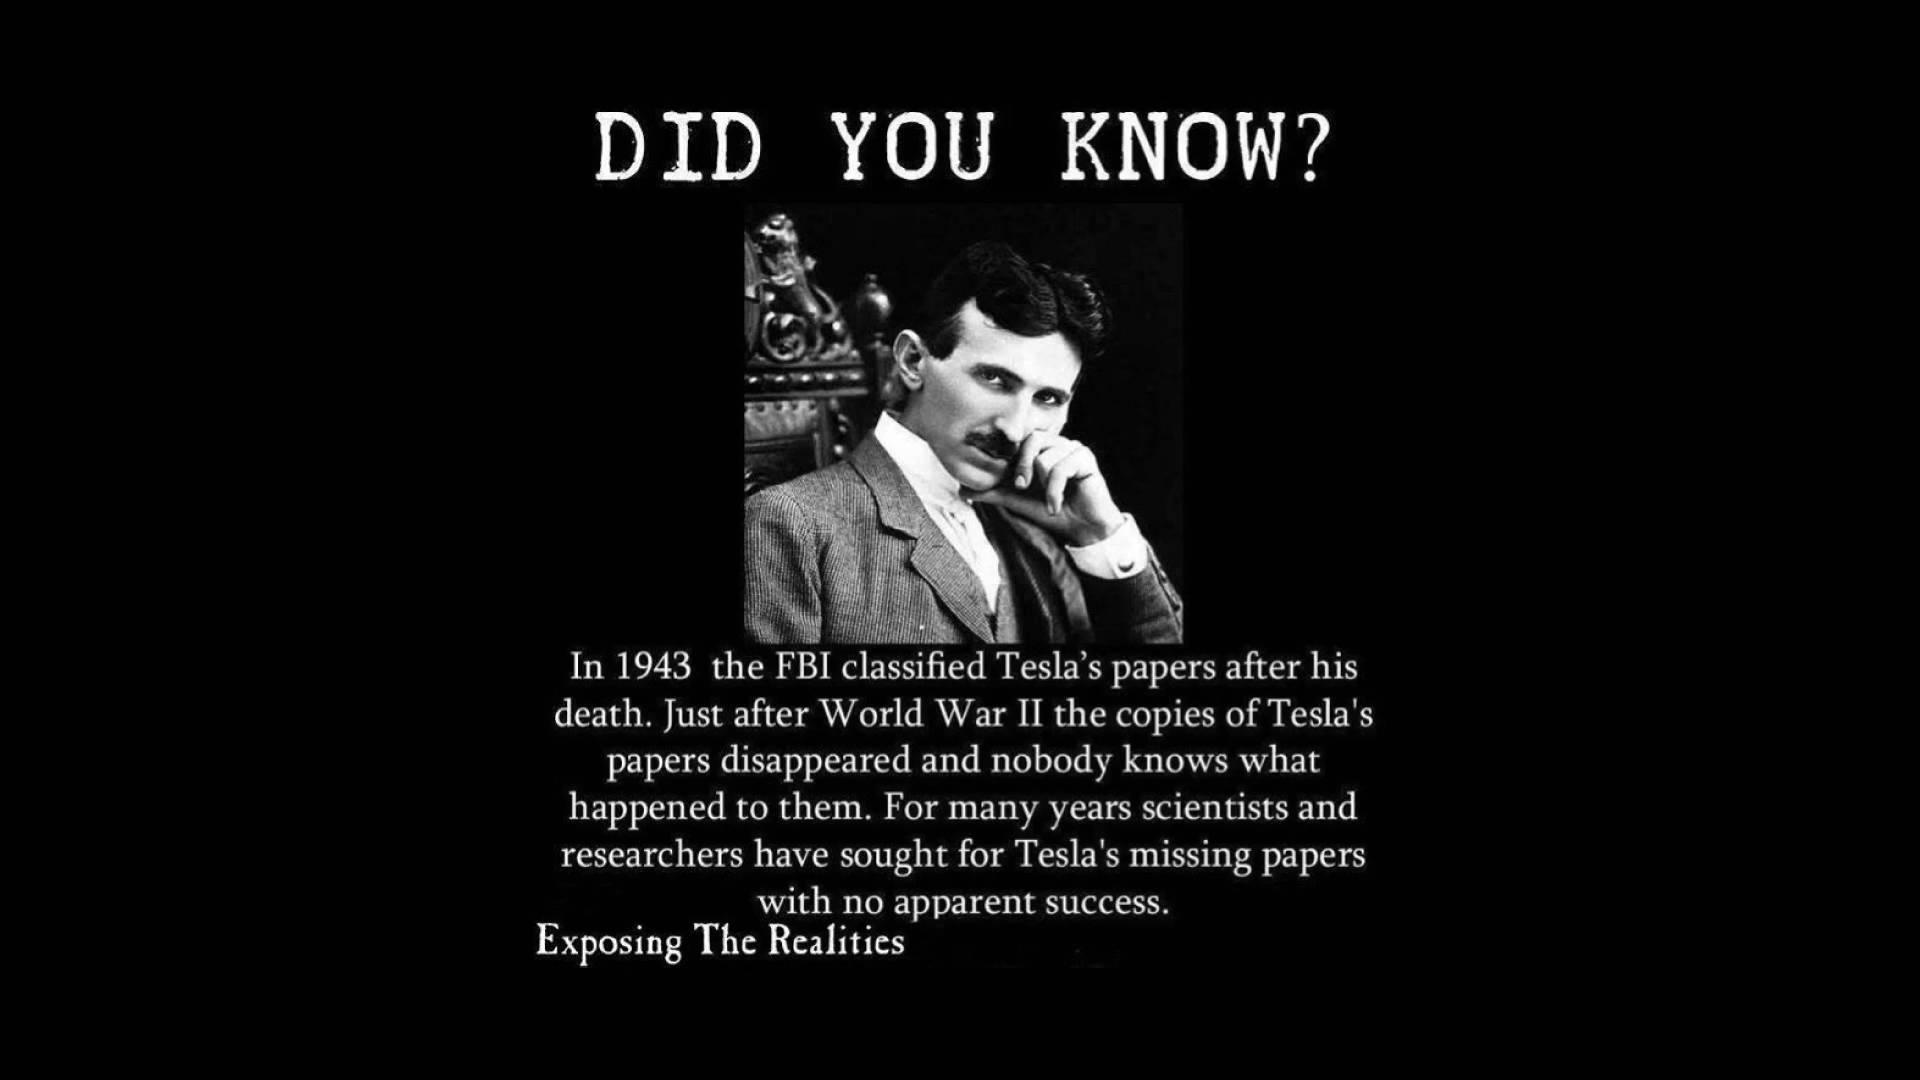 DID YOU KNOW?
In 1943 the FBI classified Tesla’s papers after his
death. Just after World War II the copies of Tesla's
papers disappeared and nobody knows what
happened to them. For many years scientists and
researchers have sought for Tesla's missing papers
with no apparent success.
Exposing The Realities